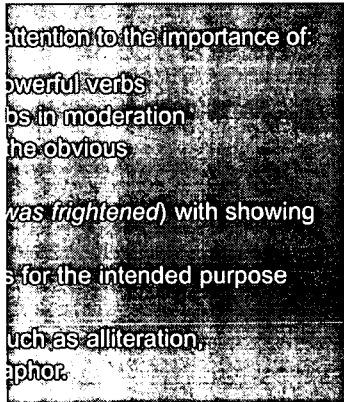 attention to the importance of:
owerful verbs
bs in moderation
the obvious
was frightened) with showing
s for the intended purpose
uch as alliteration,
aphor.